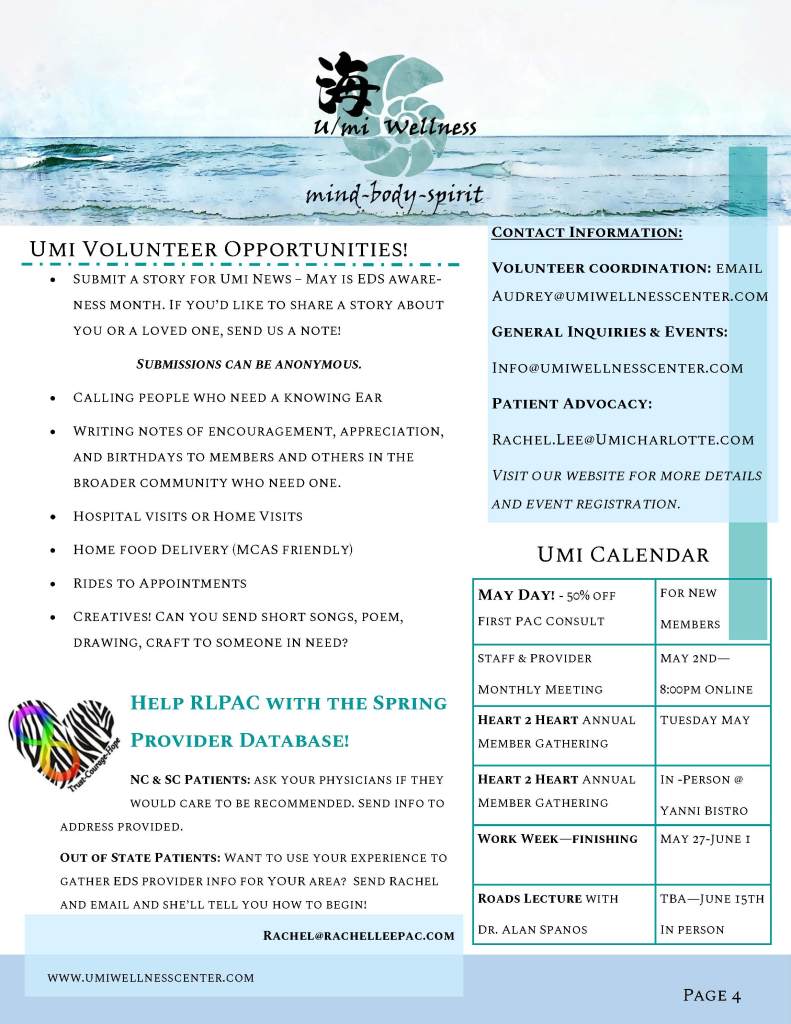 海
U/mi Wellness
mind-body-spirit
Umi Volunteer Opportunities!
• Submit a story for Umi News – May is EDS aware-
ness month. If you'd like to share a story about
you or a loved one, send us a note!
Submissions can be anonymous.
• Calling people who need a knowing Ear
• Writing notes of encouragement, appreciation,
and birthdays to members and others in the
broader community who need one.
• Hospital visits or Home Visits
• Home food Delivery (MCAS friendly)
• Rides to Appointments
• Creatives! Can you send short songs, poem,
drawing, craft to someone in need?
Trust-Courage-Hope
Help RLPAC with the Spring
Provider Database!
NC & SC Patients: ask your physicians if they
would care to be recommended. Send info to
address provided.
Out of State Patients: Want to use your experience to
gather EDS provider info for YOUR area? Send Rachel
and email and she'll tell you how to begin!
Rachel@rachelleepac.com
www.umiwellnesscenter.com
Contact Information:
Volunteer coordination: email
Audrey@umiwellnesscenter.com
General Inquiries & Events:
Info@umiwellnesscenter.com
Patient Advocacy:
Rachel.Lee@Umicharlotte.com
Visit our website for more details
and event registration.
Umi Calendar
May Day! - 50% off
First PAC Consult
For New
Members
Staff & Provider
Monthly Meeting
May 2nd—
8:00pm Online
Heart 2 Heart Annual
Member Gathering
Tuesday May
Heart 2 Heart Annual
Member Gathering
In -Person @
Yanni Bistro
Work Week—finishing
May 27-June 1
Roads Lecture with
Dr. Alan Spanos
TBA—June 15th
In person
Page 4